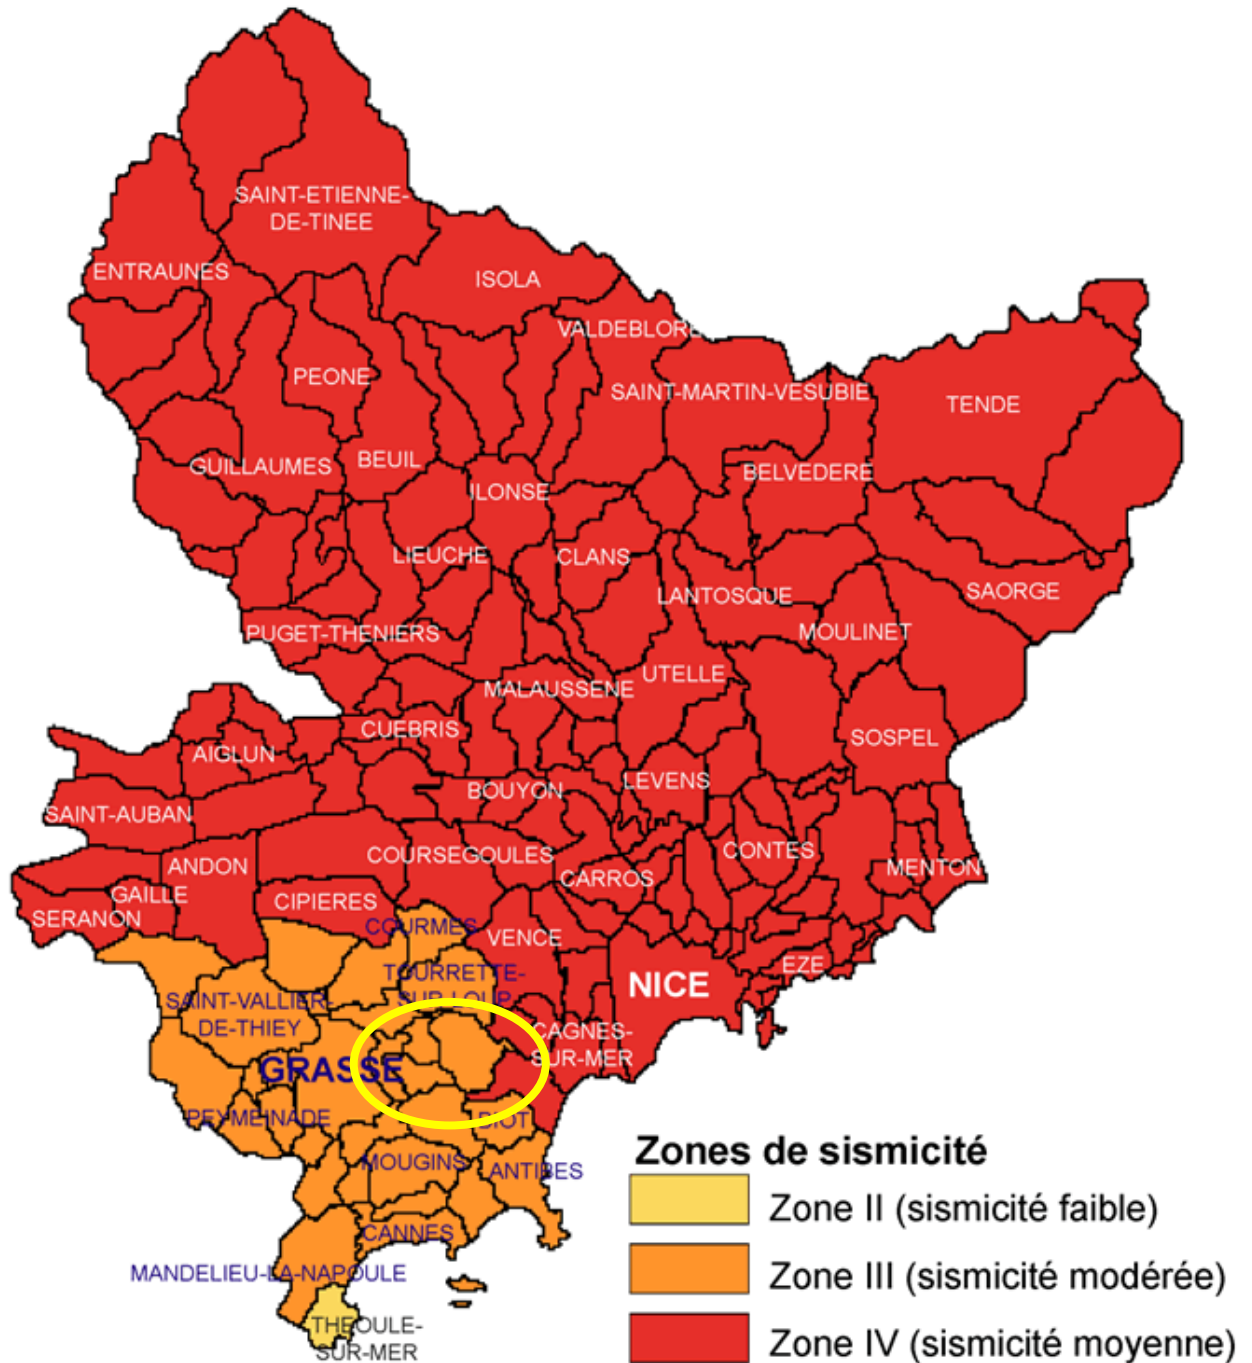 SAINT-ETIENNE-
DE-TINEE
ENTRAUNES
ISOLA
VALDEBLORE
PEONE
SAINT-MARTIN-VESUBIE
TENDE
GUILLAUMES
BEUIL
BELVEDERE
ILONSE
LIEUCHE
CLANS
LANTOSQUE
SAORGE
PUGET-THENIERS
MOULINET
UTELLE
MALAUSSENE
CUEBRIS
SOSPEL
AIGLUN
LEVENS
BOUYON
SAINT-AUBAN
COURSEGOULES
CONTES
ANDON
MENTON
CARROS
GAILLE
CIPIERES
SERANON
COURMES
VENCE
EZE
TOURRETTE-
SUR-LOUP
NICE
SAINT-VALLIER-
DE-THIEY
CAGNES-
SUR-MER
GRASSE
PEYMEINADE
BIOT
MOUGINS
ANTIBES
CANNES
MANDELIEU-LA-NAPOULE
THEOULE-
SUR-MER
Zones de sismicité
Zone II (sismicité faible)
Zone III (sismicité modérée)
Zone IV (sismicité moyenne)